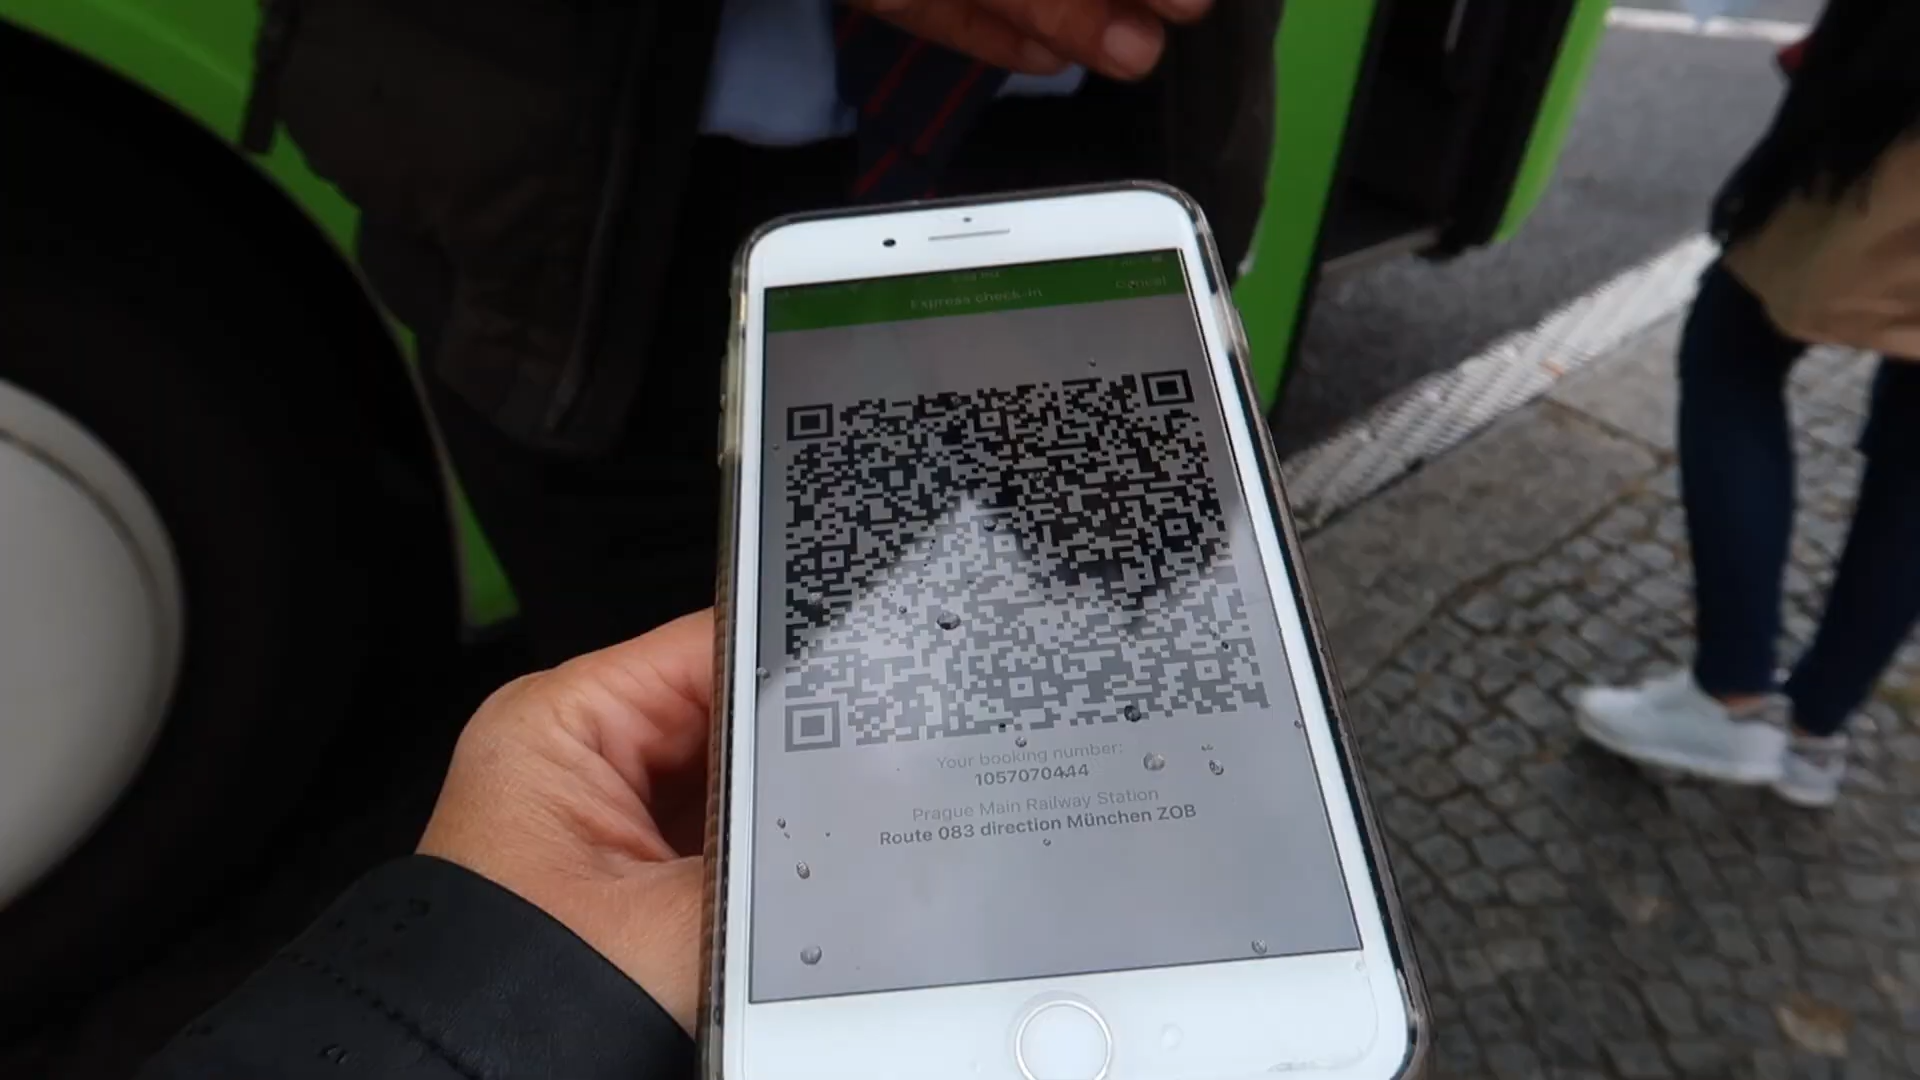 Express check-in
Cancel
Your booking number:
1057070444
Prague Main Railway Station
Route 083 direction München ZOB